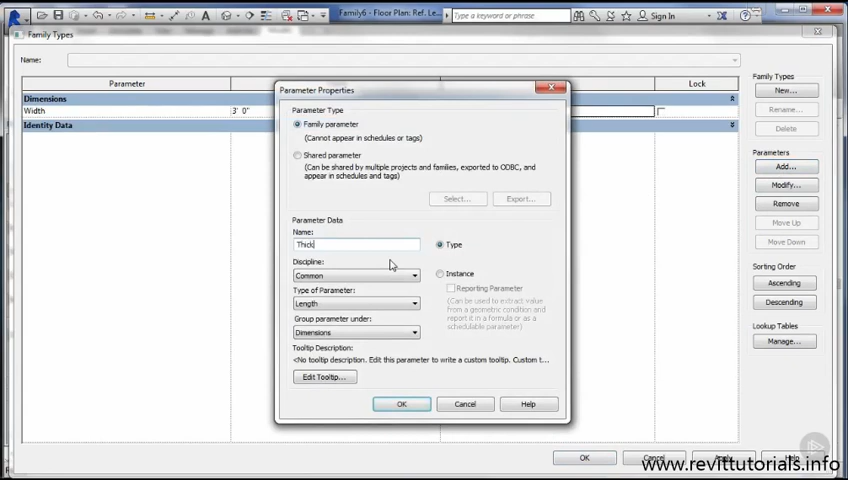 Family6 - Floor Plan: Ref. Le...
Type a keyword or phrase
Sign In
Family Types
Name:
Parameter
Lock
Dimensions
Width
3' 0"
Identity Data
Family Types
New...
Rename...
Delete
Parameters
Add...
Modify...
Remove
Move Up
Move Down
Sorting Order
Ascending
Descending
Lookup Tables
Manage...
Parameter Properties
Parameter Type
Family parameter
(Cannot appear in schedules or tags)
Shared parameter
(Can be shared by multiple projects and families, exported to ODBC, and
appear in schedules and tags)
Select...
Export...
Parameter Data
Name:
Thick
Type
Discipline:
Common
Instance
Reporting Parameter
(Can be used to extract value
from a geometric condition and
report it in a formula or as a
schedulable parameter)
Type of Parameter:
Length
Group parameter under:
Dimensions
Tooltip Description:
<No tooltip description. Edit this parameter to write a custom tooltip. Custom t...
Edit Tooltip...
OK
Cancel
Help
OK
Cancel
Apply
Help
www.revittutorials.info